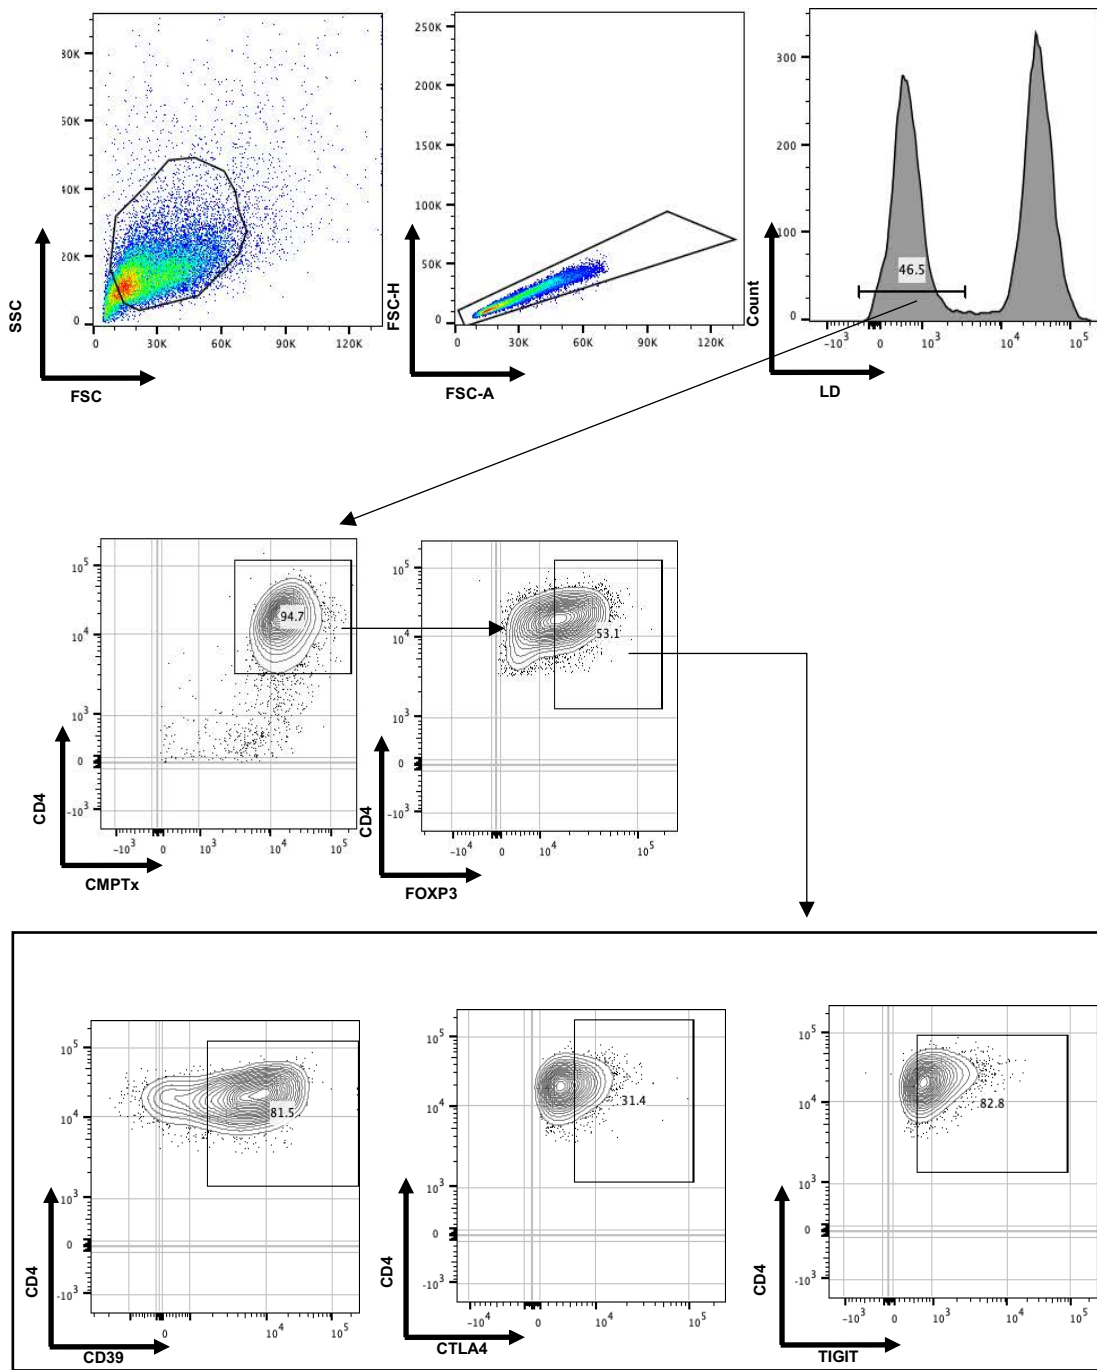 80K
60K
40K
20K
0
0 30K 60K 90K 120K
SSC
FSC
250K
200K
150K
100K
50K
0
0 30K 60K 90K 120K
FSC-H
FSC-A
300
200
100
0
46.5
-10³ 0 10³ 10⁴ 10⁵
Count
LD
10⁵
10⁴
10³
0
-10³
94.7
-10³ 0 10³ 10⁴ 10⁵
CD4
CMPTx
10⁵
10⁴
10³
0
-10³
53.1
-10⁴ 0 10⁴ 10⁵
CD4
FOXP3
10⁵
10⁴
10³
0
-10³
81.5
0 10⁴ 10⁵
CD4
CD39
10⁵
10⁴
10³
0
-10³
31.4
-10⁴ 0 10⁴ 10⁵
CD4
CTLA4
10⁵
10⁴
10³
0
-10³
82.8
-10³ 0 10³ 10⁴ 10⁵
CD4
TIGIT